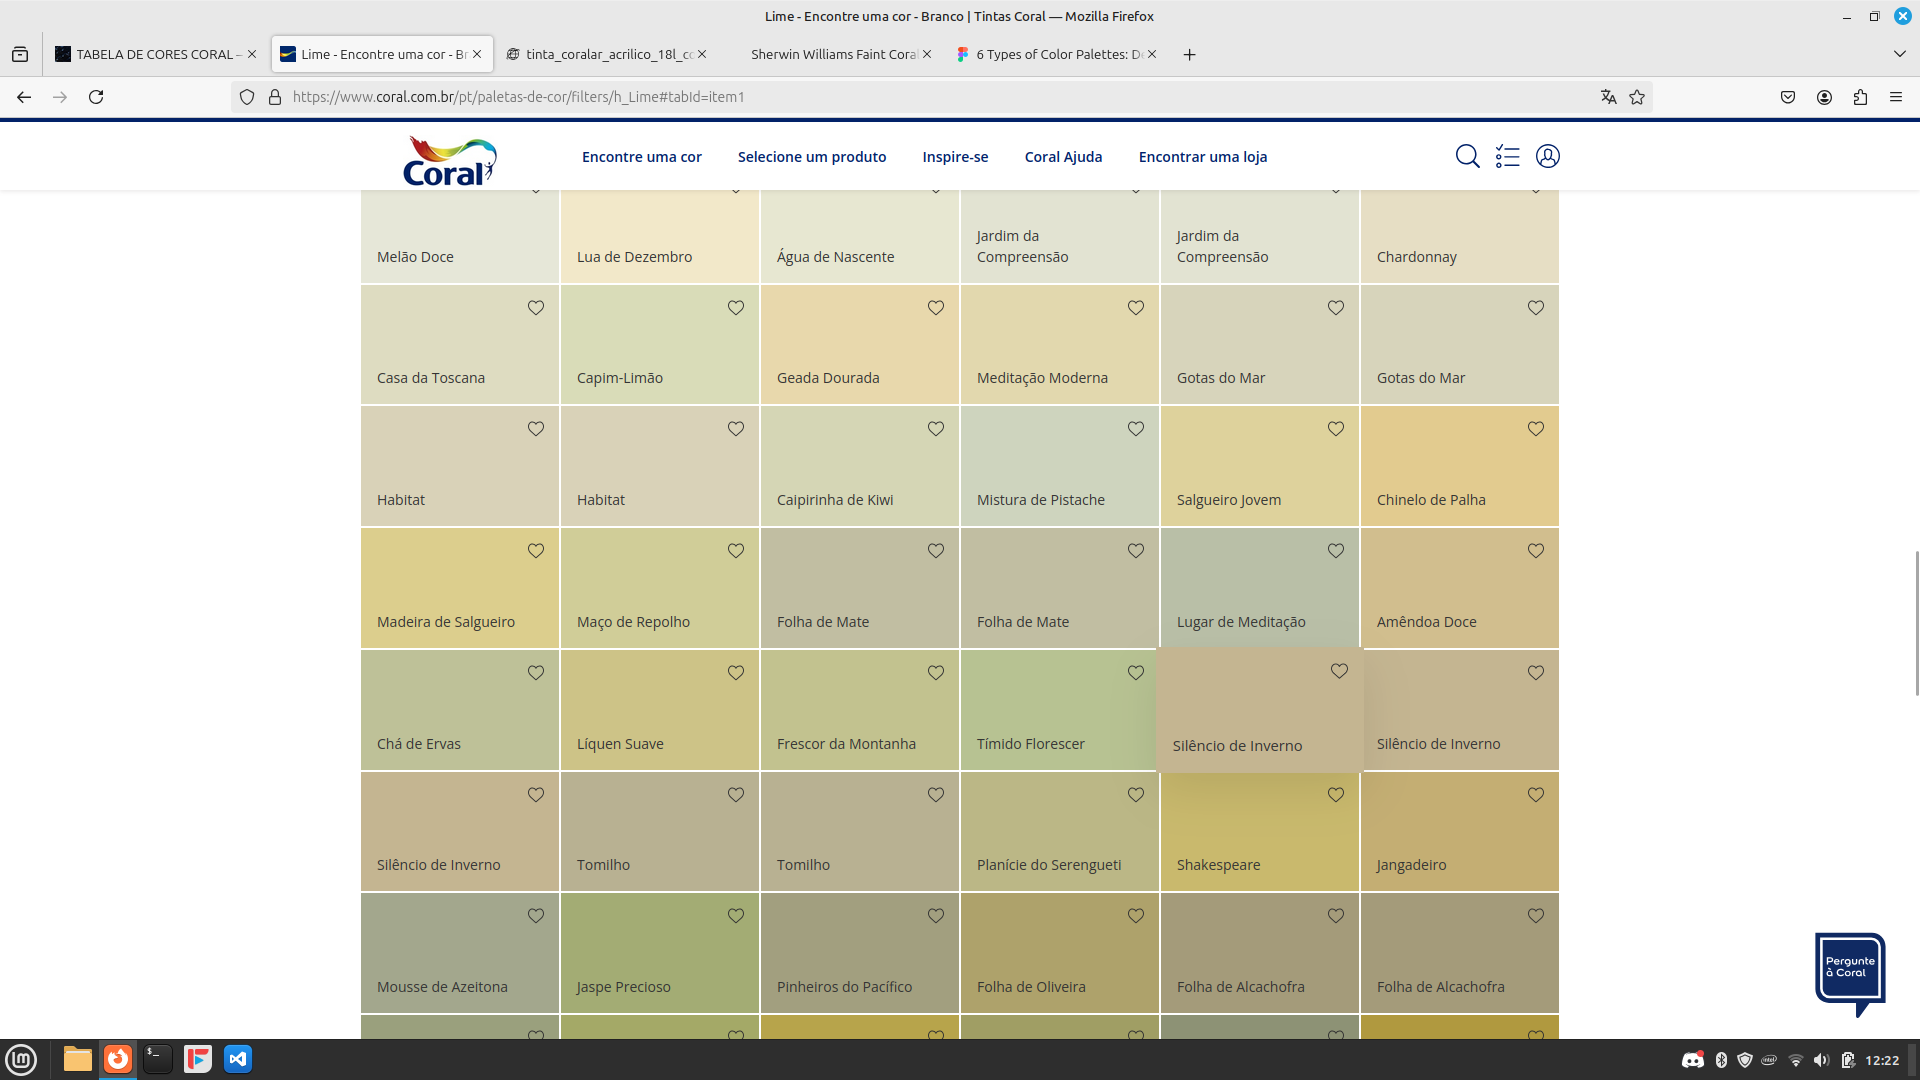 Lime - Encontre uma cor - Branco | Tintas Coral — Mozilla Firefox
TABELA DE CORES CORAL –
Lime - Encontre uma cor - Br
tinta_coralar_acrilico_18l_cc
Sherwin Williams Faint Coral
6 Types of Color Palettes: De
https://www.coral.com.br/pt/paletas-de-cor/filters/h_Lime#tabId=item1
Coral
Encontre uma cor
Selecione um produto
Inspire-se
Coral Ajuda
Encontrar uma loja
Melão Doce
Lua de Dezembro
Água de Nascente
Jardim da
Compreensão
Jardim da
Compreensão
Chardonnay
Casa da Toscana
Capim-Limão
Geada Dourada
Meditação Moderna
Gotas do Mar
Gotas do Mar
Habitat
Habitat
Caipirinha de Kiwi
Mistura de Pistache
Salgueiro Jovem
Chinelo de Palha
Madeira de Salgueiro
Maço de Repolho
Folha de Mate
Folha de Mate
Lugar de Meditação
Amêndoa Doce
Chá de Ervas
Líquen Suave
Frescor da Montanha
Tímido Florescer
Silêncio de Inverno
Silêncio de Inverno
Silêncio de Inverno
Tomilho
Tomilho
Planície do Serengueti
Shakespeare
Jangadeiro
Mousse de Azeitona
Jaspe Precioso
Pinheiros do Pacífico
Folha de Oliveira
Folha de Alcachofra
Folha de Alcachofra
Pergunte
à Coral
12:22